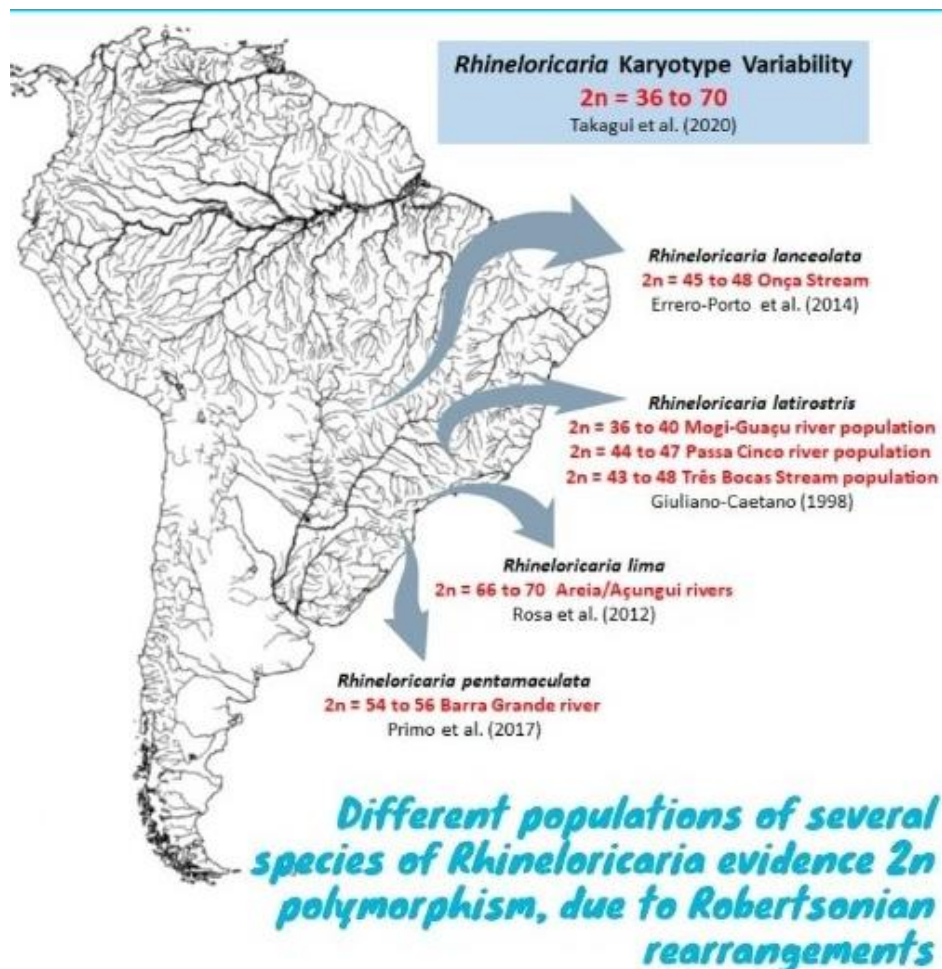 Rhineloricaria Karyotype Variability
2n = 36 to 70
Takagui et al. (2020)
Rhineloricaria lanceolata
2n = 45 to 48 Onça Stream
Errero-Porto et al. (2014)
Rhineloricaria latirostris
2n = 36 to 40 Mogi-Guaçu river population
2n = 44 to 47 Passa Cinco river population
2n = 43 to 48 Três Bocas Stream population
Giuliano-Caetano (1998)
Rhineloricaria lima
2n = 66 to 70 Areia/Açungui rivers
Rosa et al. (2012)
Rhineloricaria pentamaculata
2n = 54 to 56 Barra Grande river
Primo et al. (2017)
Different populations of several
species of Rhineloricaria evidence 2n
polymorphism, due to Robertsonian
rearrangements